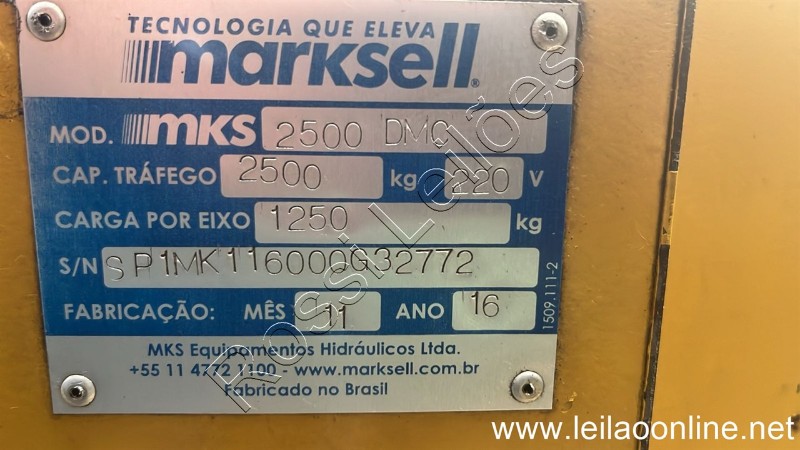 TECNOLOGIA QUE ELEVA
marksell®
MOD. mks 2500 DMC
CAP. TRÁFEGO 2500 kg 220 V
CARGA POR EIXO 1250 kg
S/N SP1MK116000G32772
FABRICAÇÃO: MÊS 11 ANO 16
1509.111-2
MKS Equipamentos Hidráulicos Ltda.
+55 11 4772 1100 - www.marksell.com.br
Fabricado no Brasil
Rossi Leilões
www.leilaoonline.net